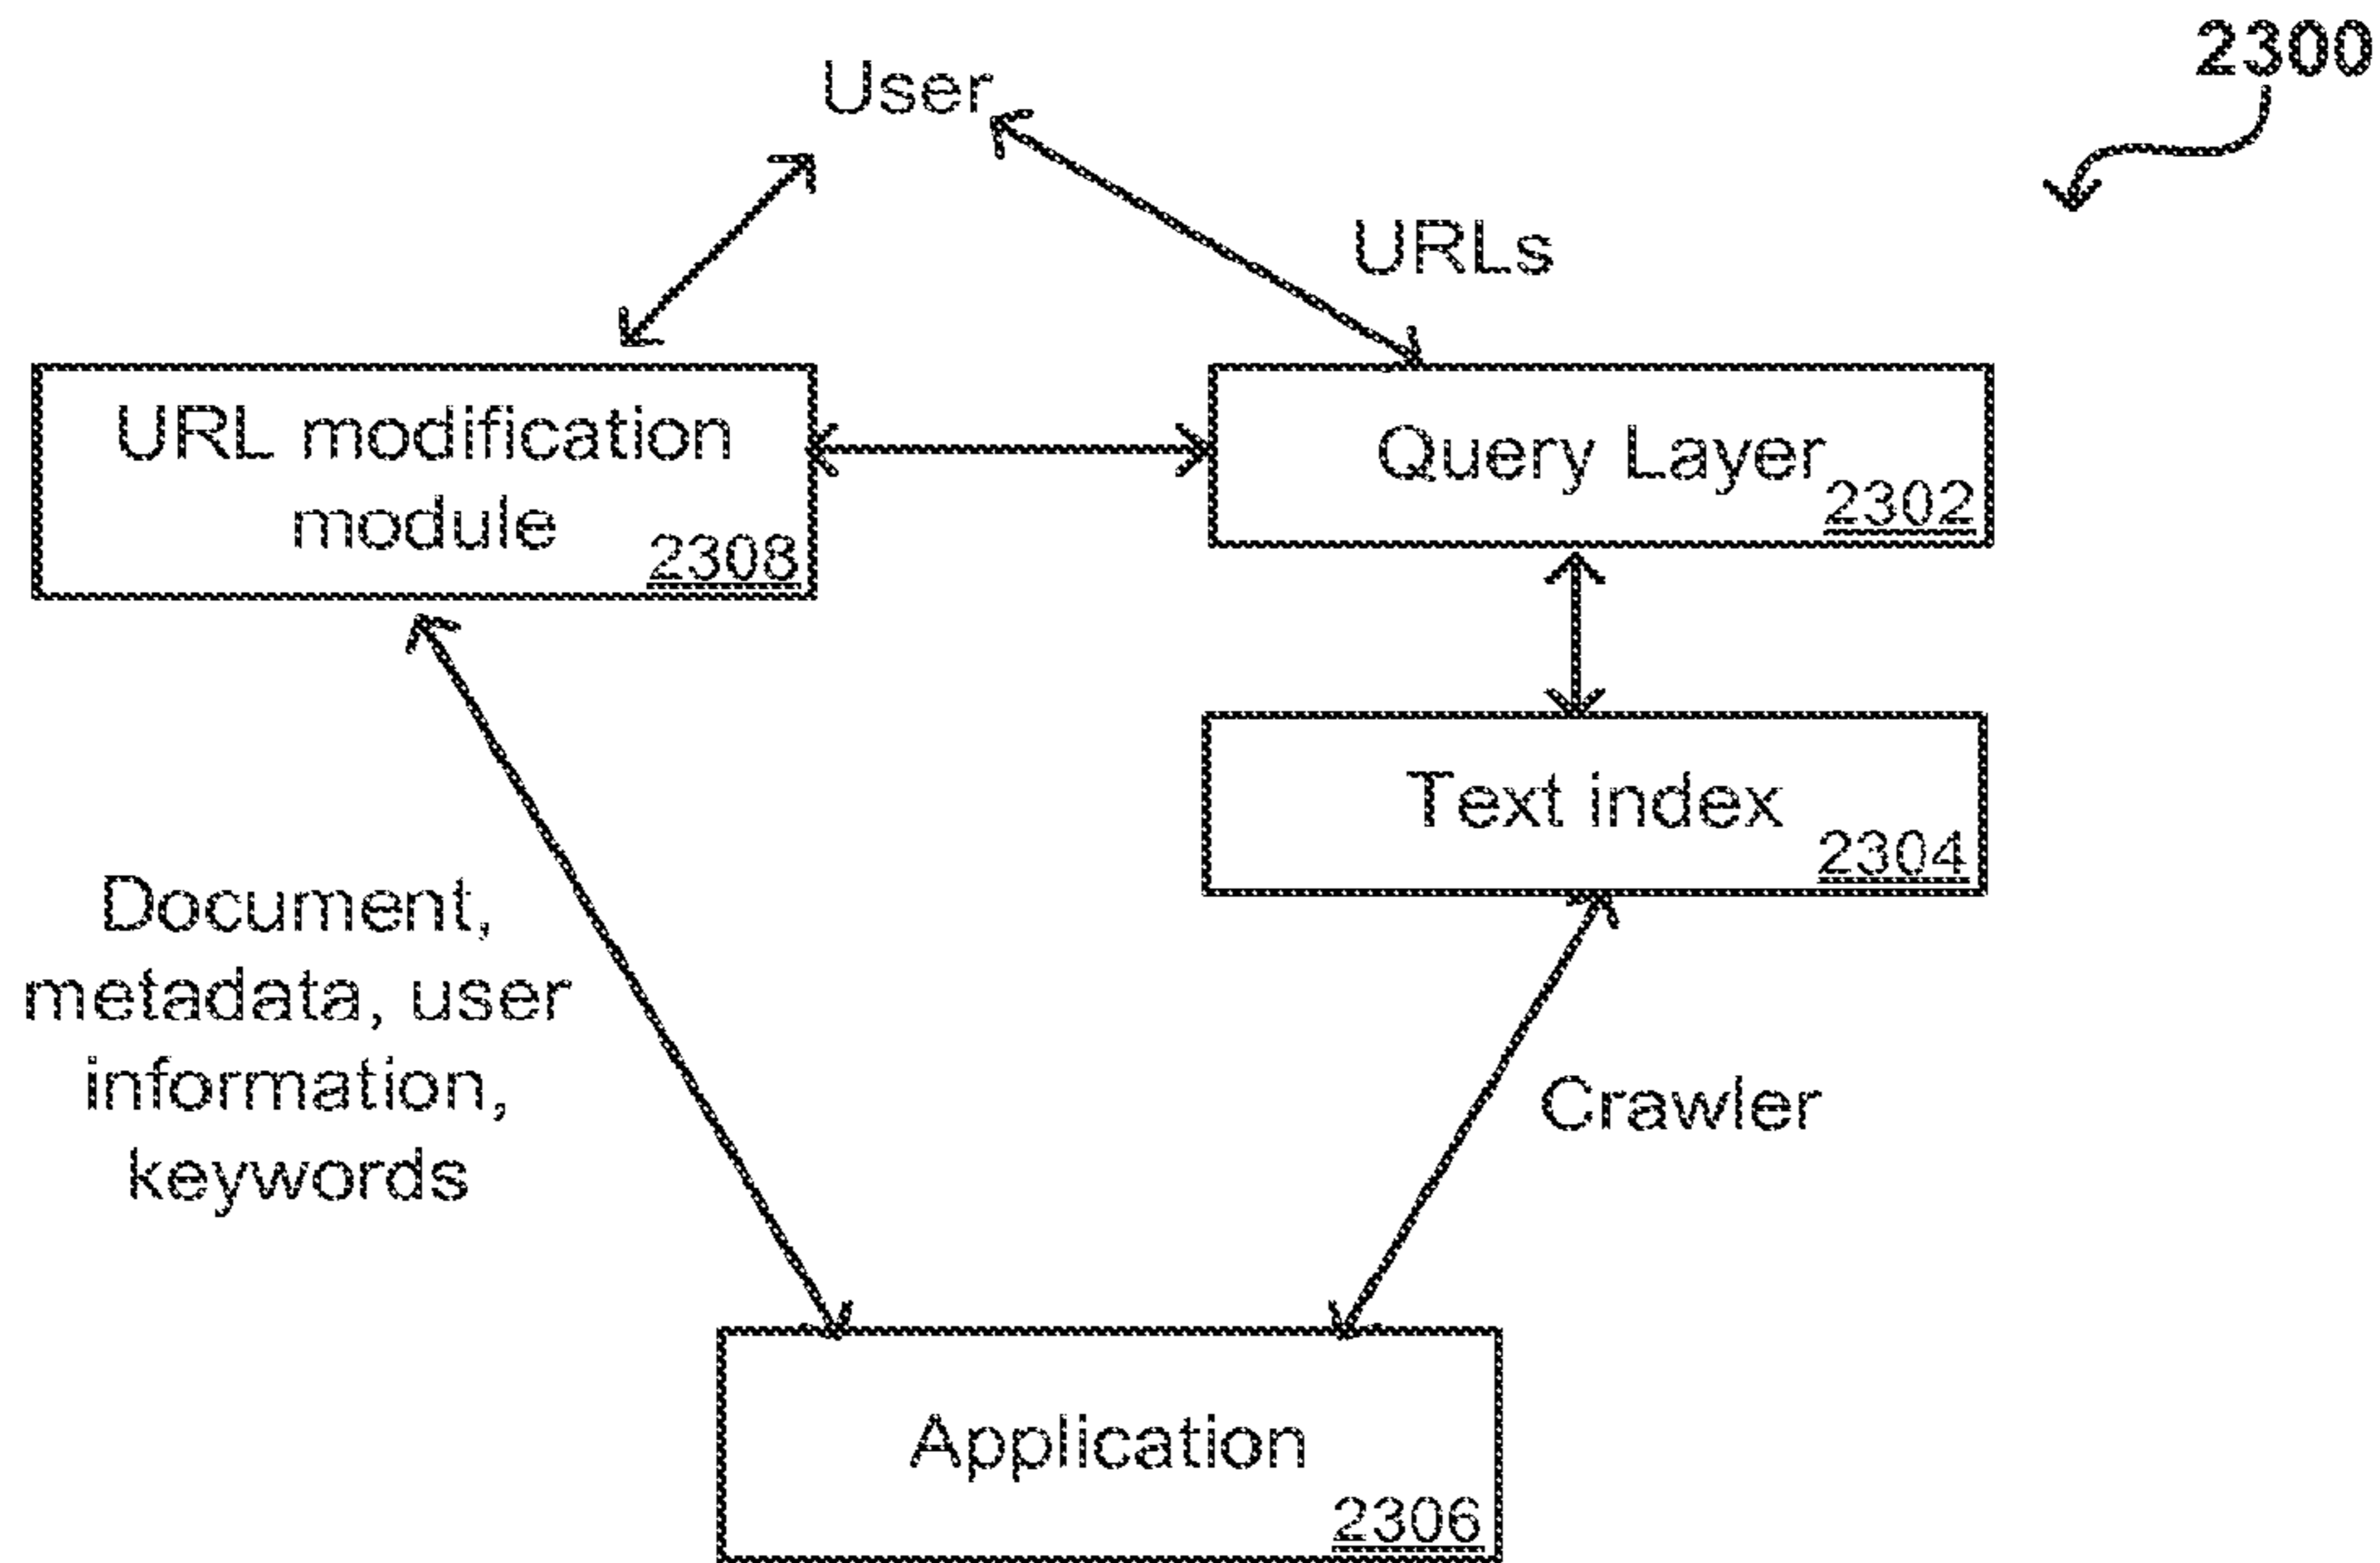 2300
User
URLs
URL modification
module
2308
Query Layer
2302
Text index
2304
Document,
metadata, user
information,
keywords
Crawler
Application
2306